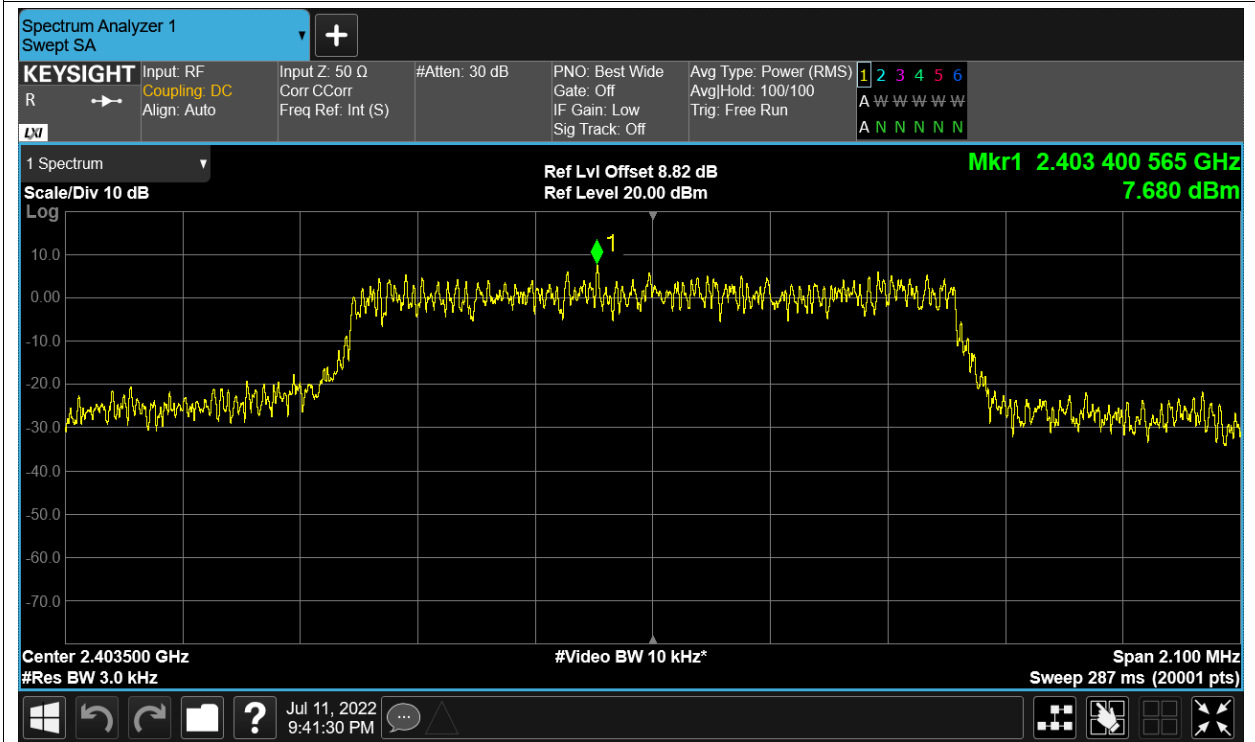 Spectrum Analyzer 1
Swept SA
KEYSIGHT
R
LXI
Input: RF
Coupling: DC
Align: Auto
Input Z: 50 Ω
Corr CCorr
Freq Ref: Int (S)
#Atten: 30 dB
PNO: Best Wide
Gate: Off
IF Gain: Low
Sig Track: Off
Avg Type: Power (RMS)
Avg|Hold: 100/100
Trig: Free Run
1 2 3 4 5 6
A W W W W W
A N N N N N
1 Spectrum
Scale/Div 10 dB
Log
Ref Lvl Offset 8.82 dB
Ref Level 20.00 dBm
Mkr1 2.403 400 565 GHz
7.680 dBm
1
10.0
0.00
-10.0
-20.0
-30.0
-40.0
-50.0
-60.0
-70.0
Center 2.403500 GHz
#Res BW 3.0 kHz
#Video BW 10 kHz*
Span 2.100 MHz
Sweep 287 ms (20001 pts)
?
Jul 11, 2022
9:41:30 PM